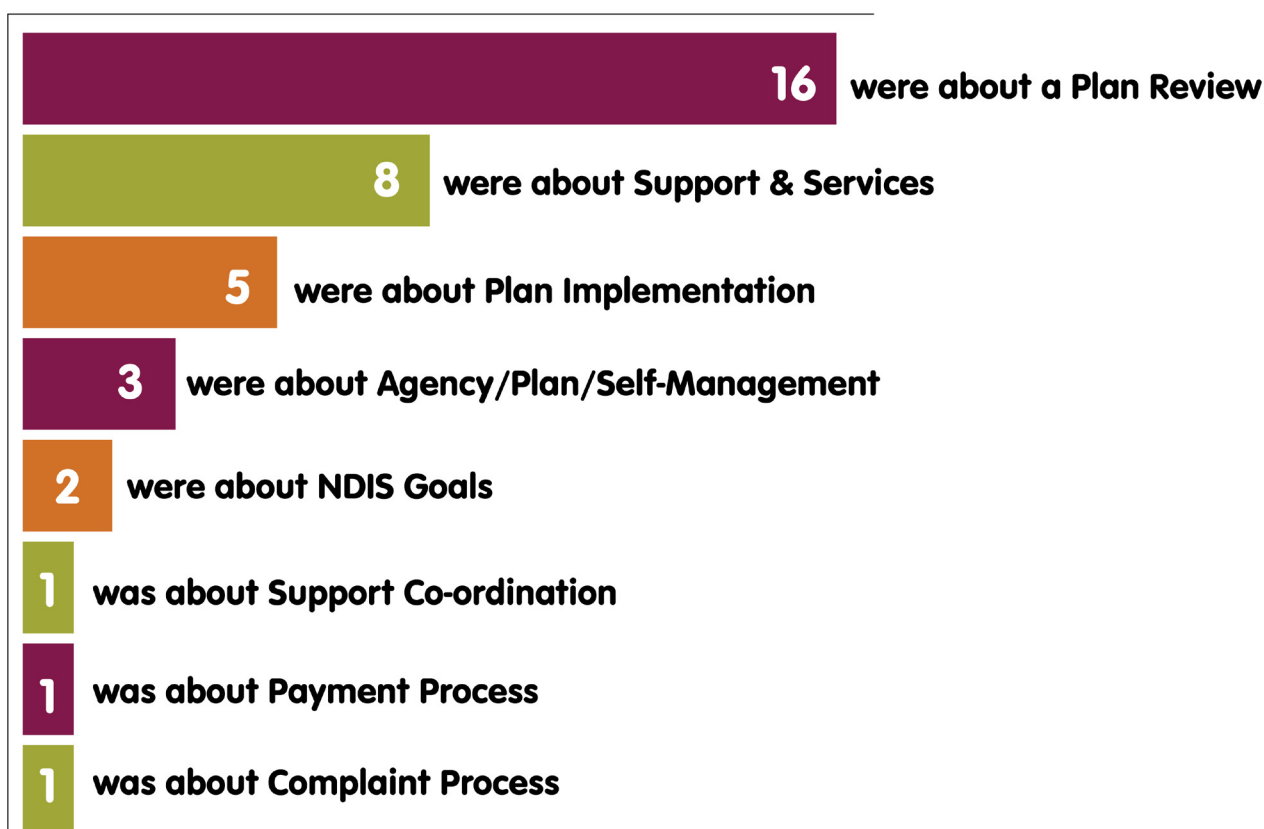 16 were about a Plan Review
8 were about Support & Services
5 were about Plan Implementation
3 were about Agency/Plan/Self-Management
2 were about NDIS Goals
1 was about Support Co-ordination
1 was about Payment Process
1 was about Complaint Process